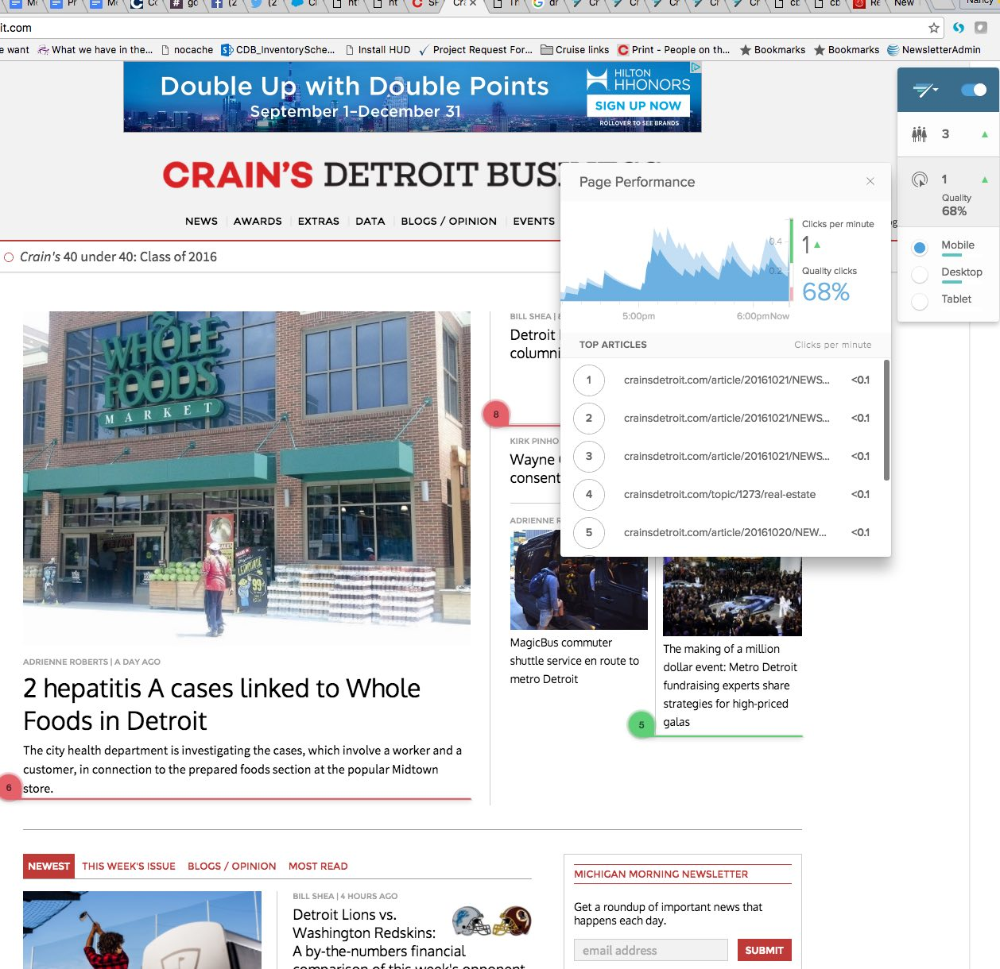 it.com
e want
What we have in the...
nocache
CDB_InventorySche...
Install HUD
Project Request For...
Cruise links
Print - People on th...
Bookmarks
Bookmarks
NewsletterAdmin
Double Up with Double Points
September 1–December 31
HILTON
HHONORS
SIGN UP NOW
ROLLOVER TO SEE BRANDS
CRAIN'S DETROIT BUS
NEWS
AWARDS
EXTRAS
DATA
BLOGS / OPINION
EVENTS
Crain's 40 under 40: Class of 2016
3
1
Quality
68%
Mobile
Desktop
Tablet
Page Performance
0.4
0.2
5:00pm
6:00pm
Now
Clicks per minute
1
Quality clicks
68%
TOP ARTICLES
Clicks per minute
1 crainsdetroit.com/article/20161021/NEWS... <0.1
2 crainsdetroit.com/article/20161021/NEWS... <0.1
3 crainsdetroit.com/article/20161021/NEWS... <0.1
4 crainsdetroit.com/topic/1273/real-estate <0.1
5 crainsdetroit.com/article/20161020/NEW... <0.1
WHOLE
FOODS
MARKET
99
ADRIENNE ROBERTS | A DAY AGO
2 hepatitis A cases linked to Whole
Foods in Detroit
The city health department is investigating the cases, which involve a worker and a
customer, in connection to the prepared foods section at the popular Midtown
store.
6
BILL SHEA |
Detroit
columni
8
KIRK PINHO
Wayne
consent
ADRIENNE R
MagicBus commuter
shuttle service en route to
metro Detroit
The making of a million
dollar event: Metro Detroit
fundraising experts share
strategies for high-priced
galas
5
NEWEST
THIS WEEK'S ISSUE
BLOGS / OPINION
MOST READ
BILL SHEA | 4 HOURS AGO
Detroit Lions vs.
Washington Redskins:
A by-the-numbers financial
comparison of this week's opponent
MICHIGAN MORNING NEWSLETTER
Get a roundup of important news that
happens each day.
email address
SUBMIT